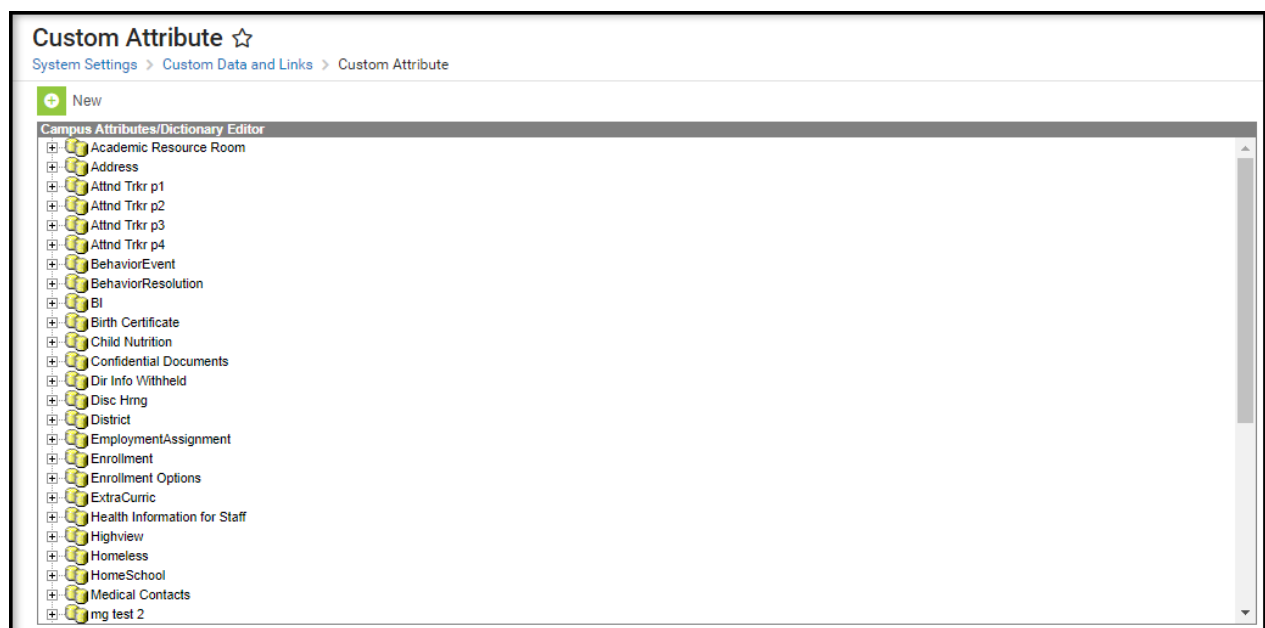 Custom Attribute
System Settings > Custom Data and Links > Custom Attribute
New
Campus Attributes/Dictionary Editor
Academic Resource Room
Address
Attnd Trkr p1
Attnd Trkr p2
Attnd Trkr p3
Attnd Trkr p4
BehaviorEvent
BehaviorResolution
BI
Birth Certificate
Child Nutrition
Confidential Documents
Dir Info Withheld
Disc Hrng
District
EmploymentAssignment
Enrollment
Enrollment Options
ExtraCurric
Health Information for Staff
Highview
Homeless
HomeSchool
Medical Contacts
mg test 2